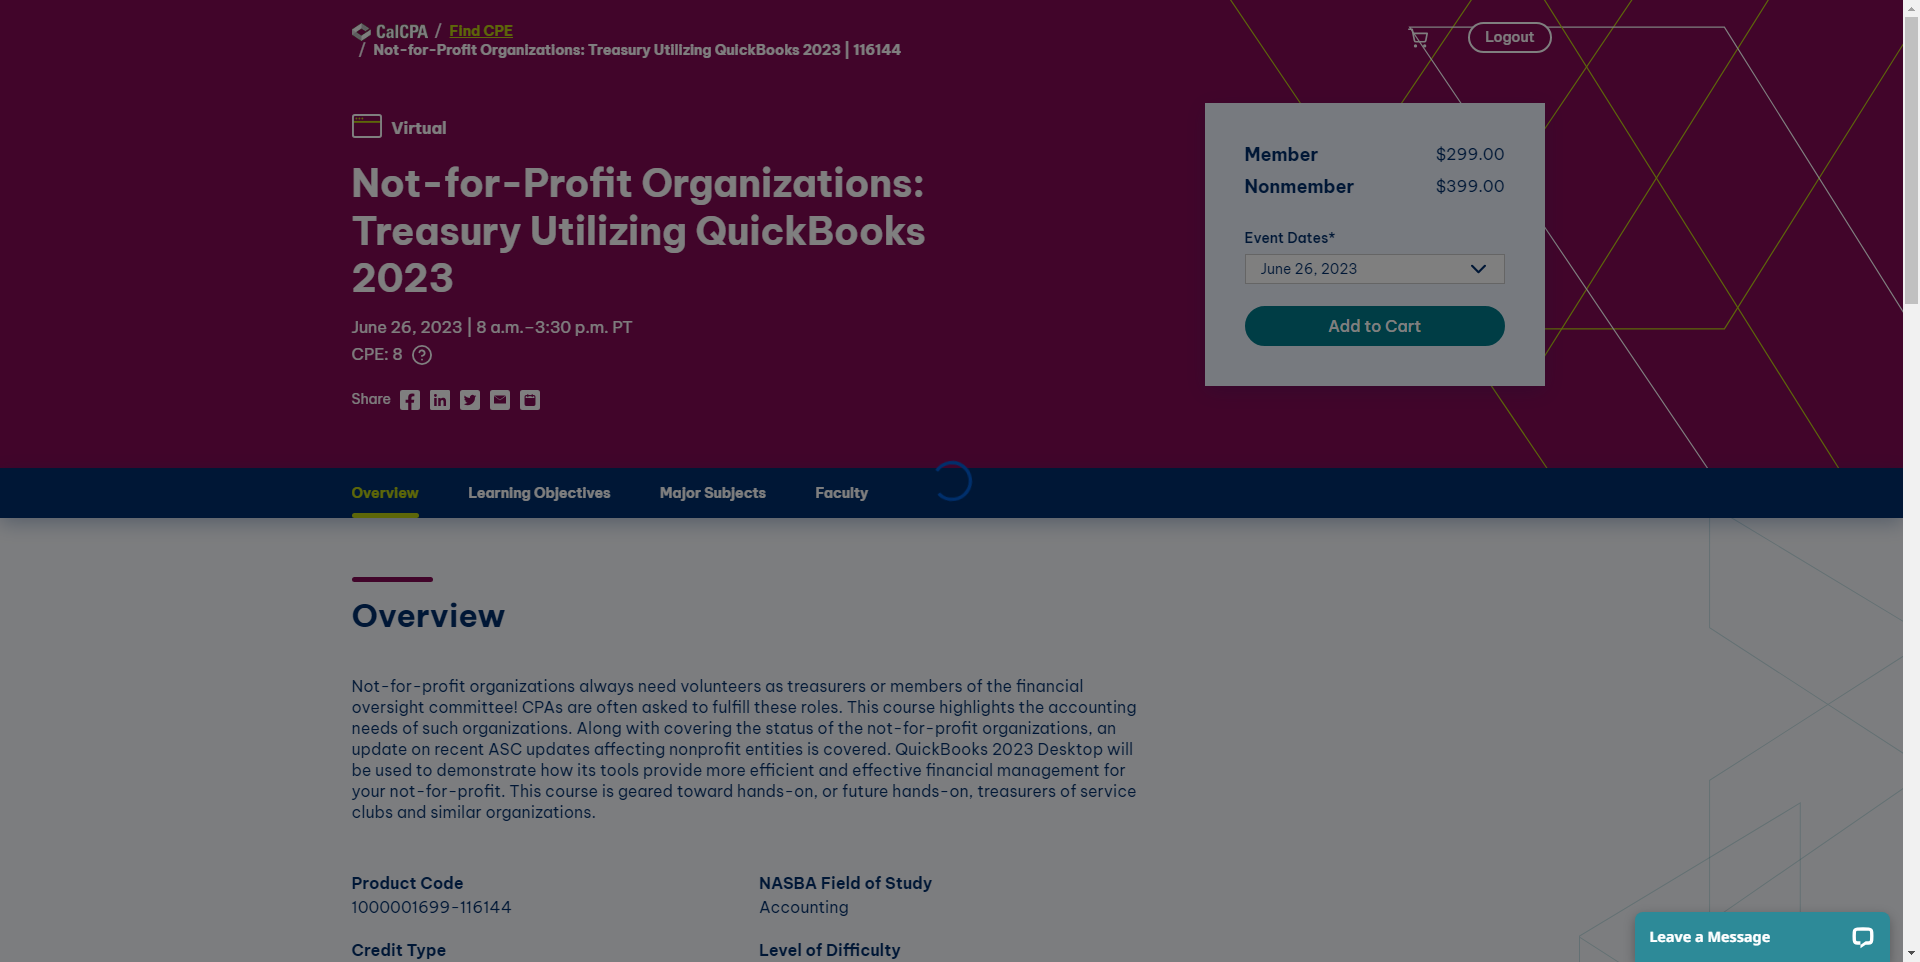 CalCPA / Find CPE
/ Not-for-Profit Organizations: Treasury Utilizing QuickBooks 2023 | 116144
Logout
Virtual
Not-for-Profit Organizations:
Treasury Utilizing QuickBooks
2023
June 26, 2023 | 8 a.m.–3:30 p.m. PT
CPE: 8 ?
Share
Member $299.00
Nonmember $399.00
Event Dates*
June 26, 2023
Add to Cart
Overview Learning Objectives Major Subjects Faculty
Overview
Not-for-profit organizations always need volunteers as treasurers or members of the financial
oversight committee! CPAs are often asked to fulfill these roles. This course highlights the accounting
needs of such organizations. Along with covering the status of the not-for-profit organizations, an
update on recent ASC updates affecting nonprofit entities is covered. QuickBooks 2023 Desktop will
be used to demonstrate how its tools provide more efficient and effective financial management for
your not-for-profit. This course is geared toward hands-on, or future hands-on, treasurers of service
clubs and similar organizations.
Product Code
1000001699-116144
NASBA Field of Study
Accounting
Credit Type
Level of Difficulty
Leave a Message